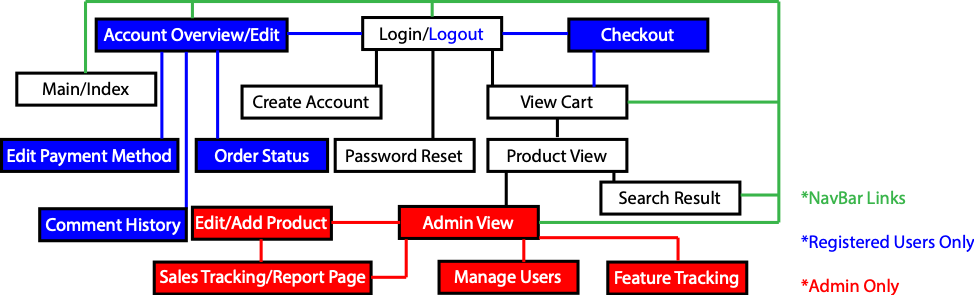 Account Overview/Edit
Login/Logout
Checkout
Main/Index
Create Account
View Cart
Edit Payment Method
Order Status
Password Reset
Product View
Search Result
*NavBar Links
Comment History
Edit/Add Product
Admin View
*Registered Users Only
Sales Tracking/Report Page
Manage Users
Feature Tracking
*Admin Only